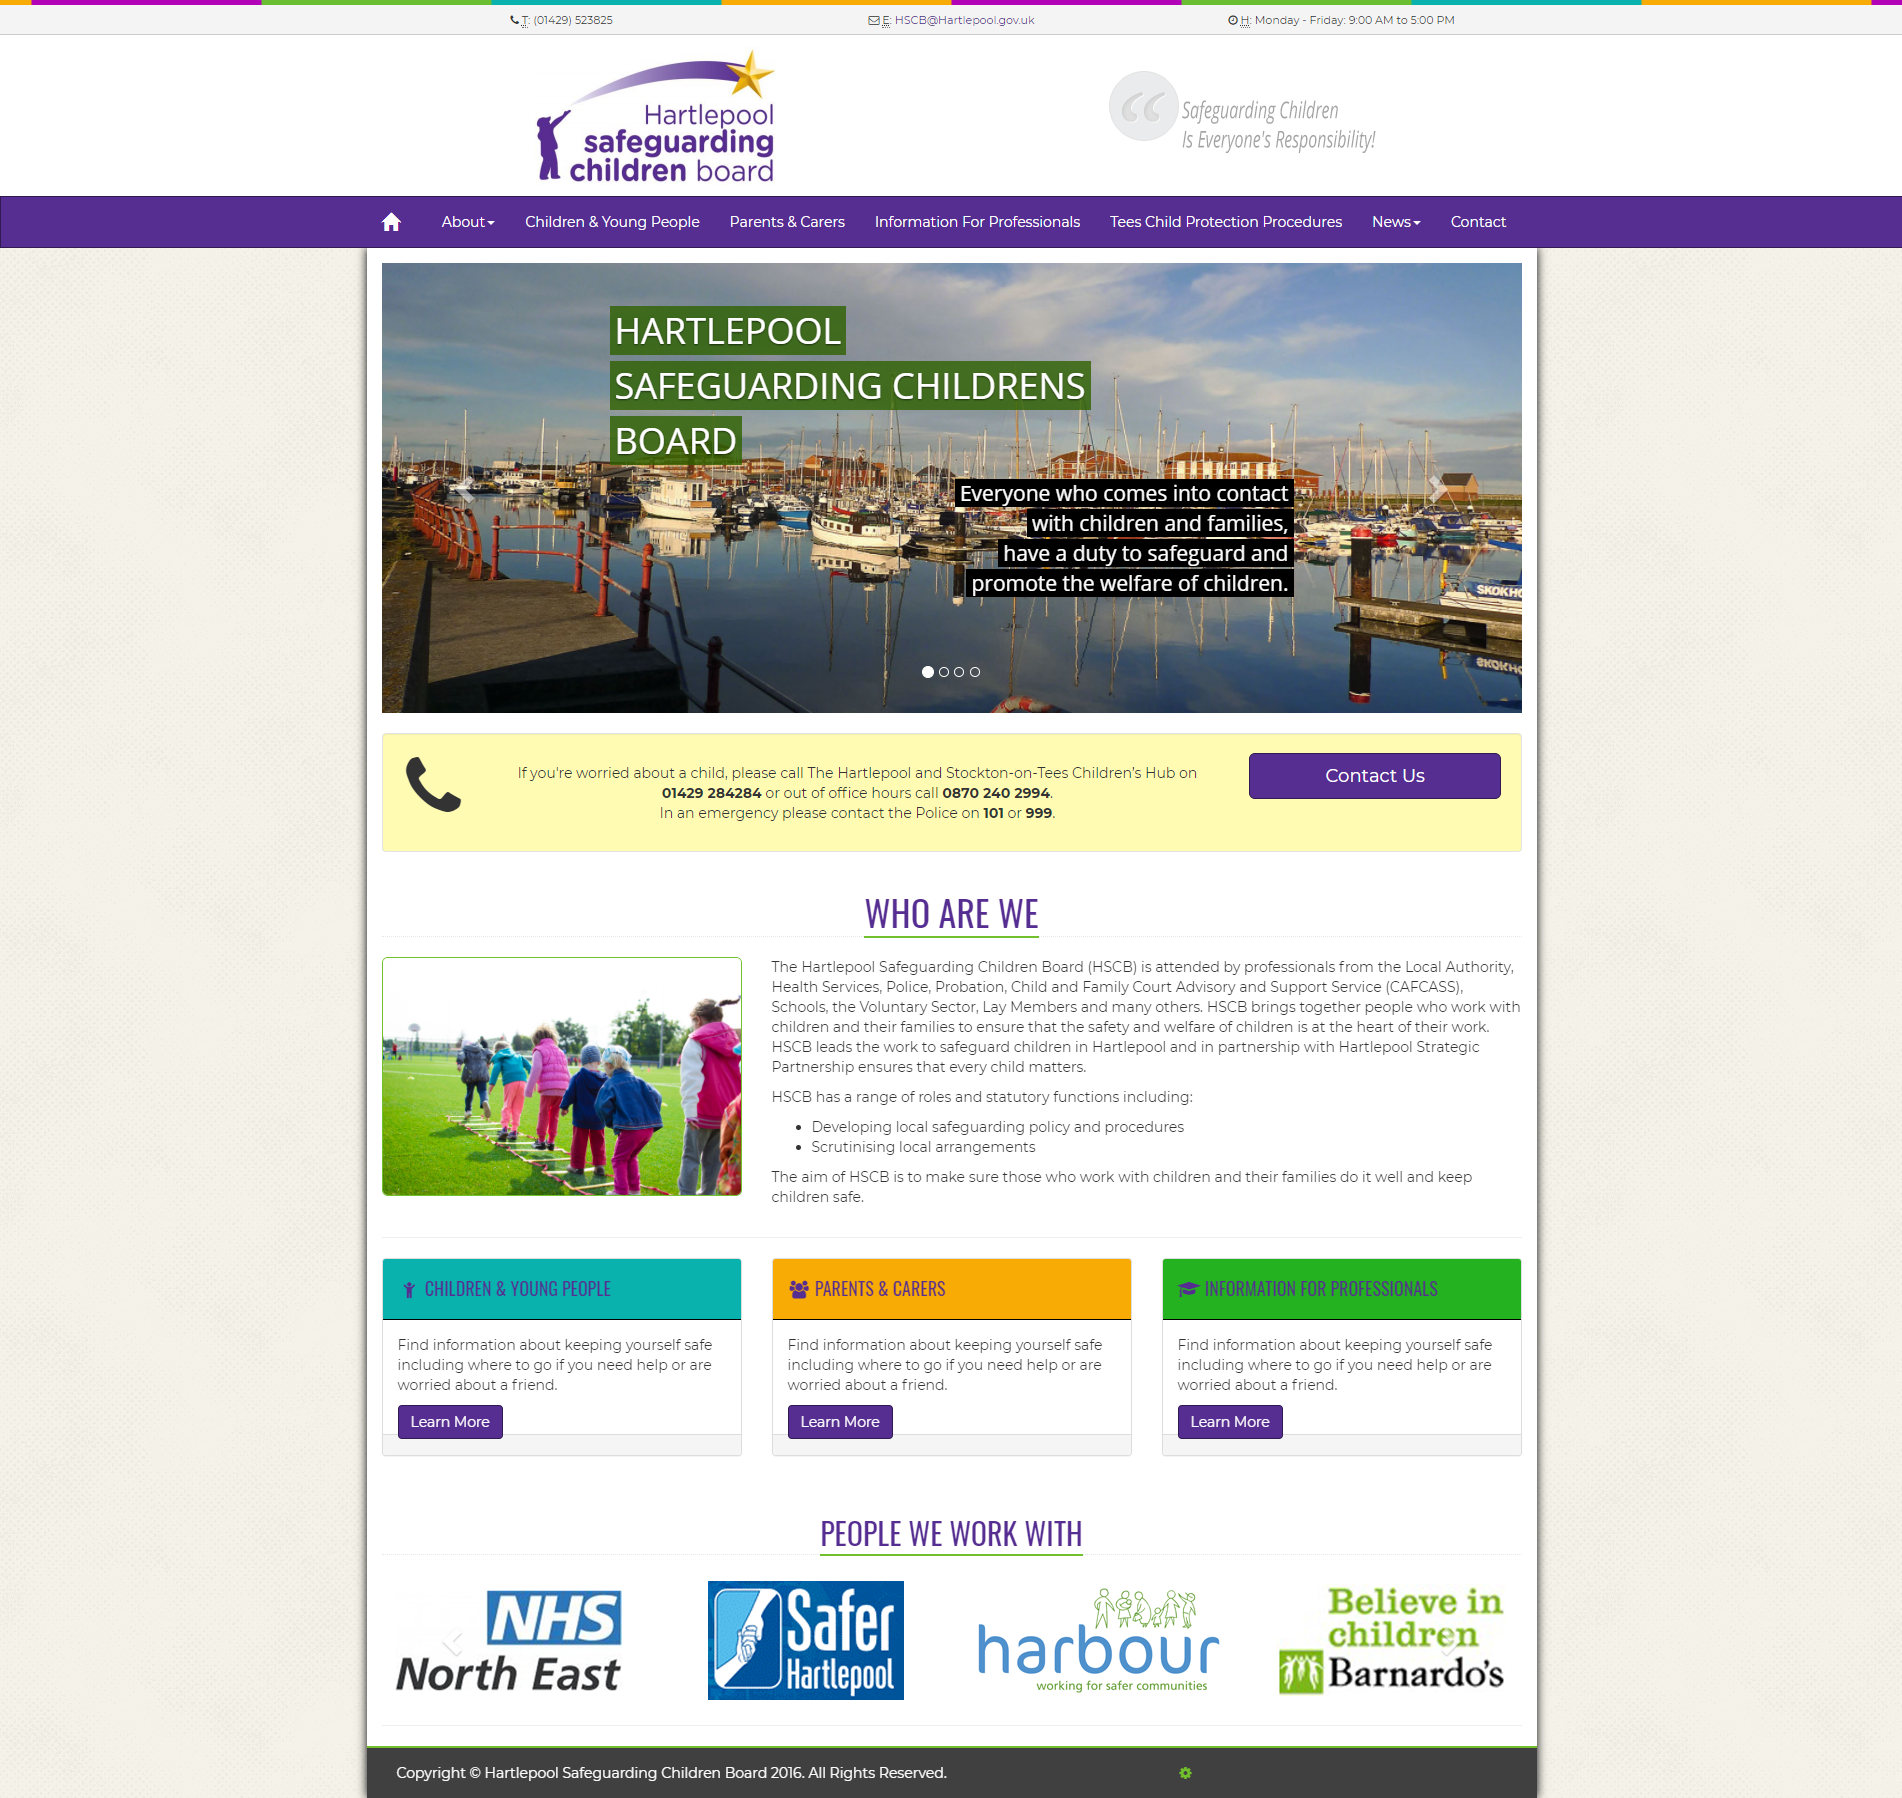 T: (01429) 523825
E: HSCB@Hartlepool.gov.uk
H: Monday - Friday: 9:00 AM to 5:00 PM
Hartlepool
safeguarding
children board
Safeguarding Children
Is Everyone's Responsibility!
About
Children & Young People
Parents & Carers
Information For Professionals
Tees Child Protection Procedures
News
Contact
HARTLEPOOL
SAFEGUARDING CHILDRENS
BOARD
Everyone who comes into contact
with children and families,
have a duty to safeguard and
promote the welfare of children.
SKOKHO
SKOKHO
If you're worried about a child, please call The Hartlepool and Stockton-on-Tees Children's Hub on
01429 284284 or out of office hours call 0870 240 2994.
In an emergency please contact the Police on 101 or 999.
Contact Us
WHO ARE WE
The Hartlepool Safeguarding Children Board (HSCB) is attended by professionals from the Local Authority,
Health Services, Police, Probation, Child and Family Court Advisory and Support Service (CAFCASS),
Schools, the Voluntary Sector, Lay Members and many others. HSCB brings together people who work with
children and their families to ensure that the safety and welfare of children is at the heart of their work.
HSCB leads the work to safeguard children in Hartlepool and in partnership with Hartlepool Strategic
Partnership ensures that every child matters.
HSCB has a range of roles and statutory functions including:
Developing local safeguarding policy and procedures
Scrutinising local arrangements
The aim of HSCB is to make sure those who work with children and their families do it well and keep
children safe.
CHILDREN & YOUNG PEOPLE
Find information about keeping yourself safe
including where to go if you need help or are
worried about a friend.
Learn More
PARENTS & CARERS
Find information about keeping yourself safe
including where to go if you need help or are
worried about a friend.
Learn More
INFORMATION FOR PROFESSIONALS
Find information about keeping yourself safe
including where to go if you need help or are
worried about a friend.
Learn More
PEOPLE WE WORK WITH
NHS
North East
Safer
Hartlepool
harbour
working for safer communities
Believe in
children
Barnardo's
Copyright © Hartlepool Safeguarding Children Board 2016. All Rights Reserved.